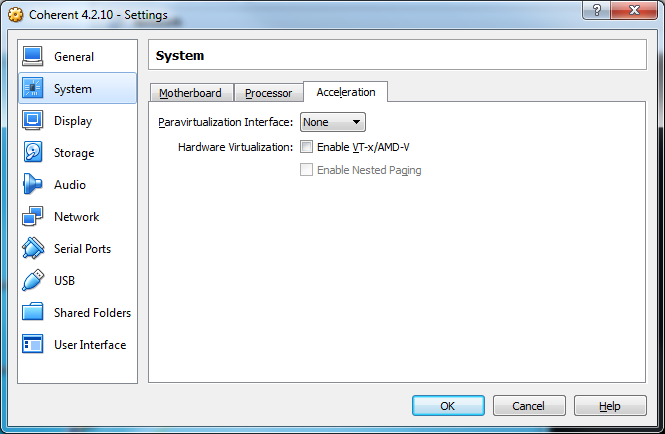 Coherent 4.2.10 - Settings
General
System
Display
Storage
Audio
Network
Serial Ports
USB
Shared Folders
User Interface
System
Motherboard Processor Acceleration
Paravirtualization Interface: None
Hardware Virtualization: Enable VT-x/AMD-V
Enable Nested Paging
OK Cancel Help